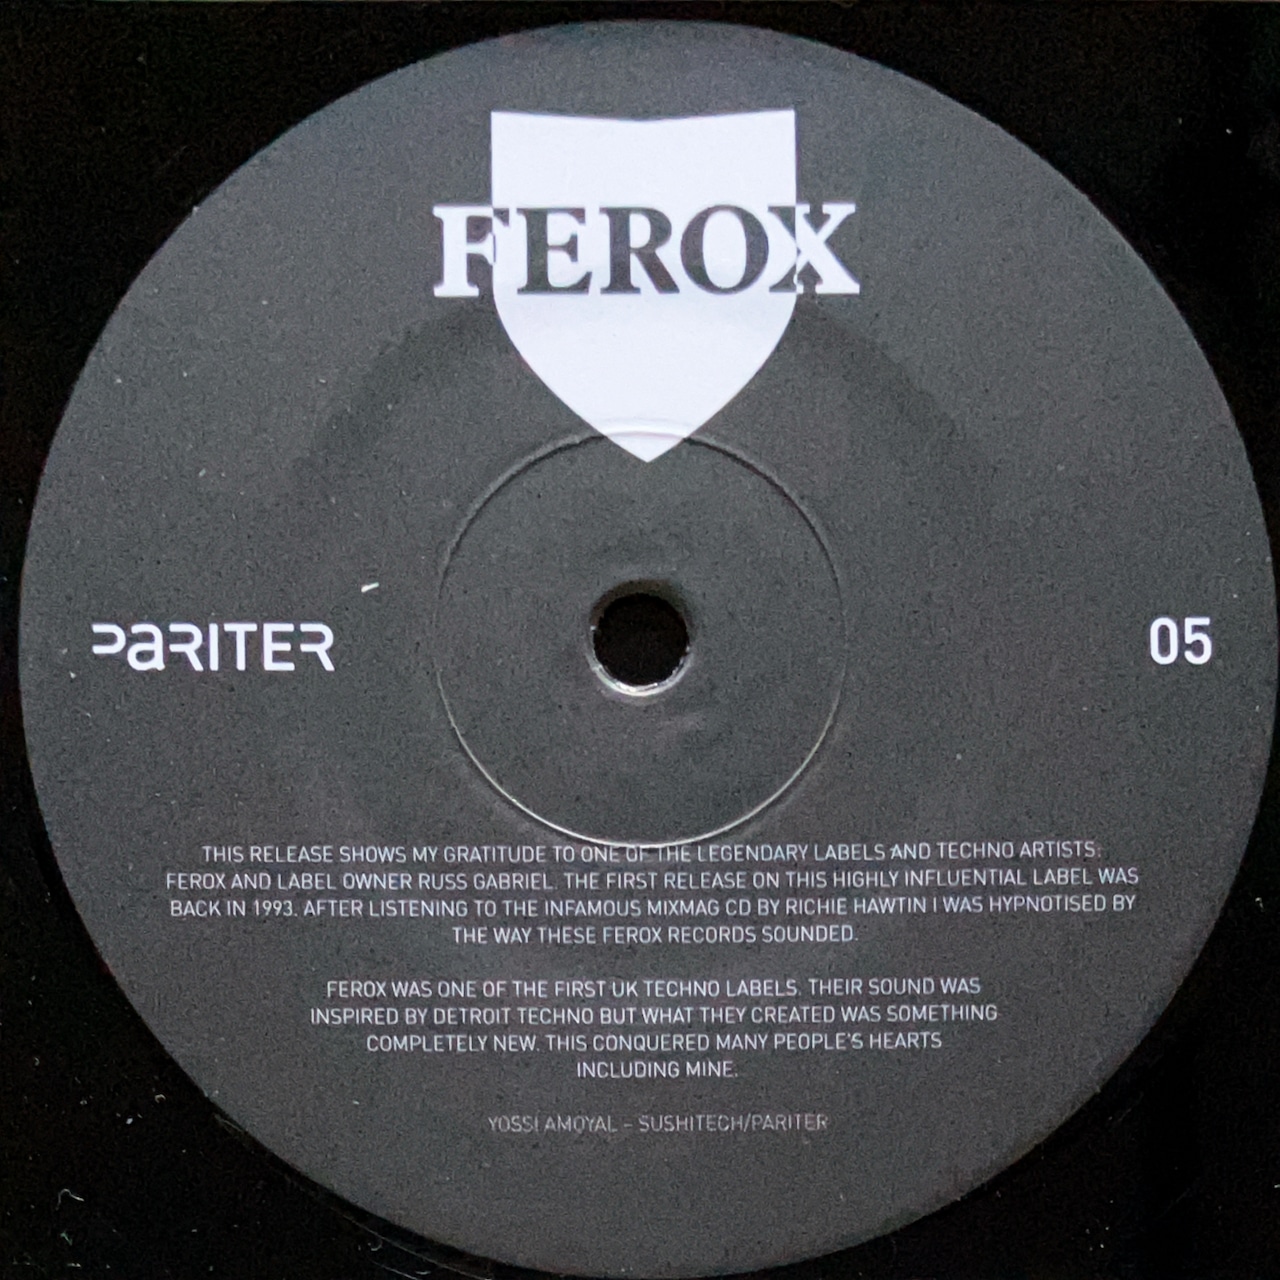 FEROX
PARITER
05
THIS RELEASE SHOWS MY GRATITUDE TO ONE OF THE LEGENDARY LABELS AND TECHNO ARTISTS:
FEROX AND LABEL OWNER RUSS GABRIEL. THE FIRST RELEASE ON THIS HIGHLY INFLUENTIAL LABEL WAS
BACK IN 1993. AFTER LISTENING TO THE INFAMOUS MIXMAG CD BY RICHIE HAWTIN I WAS HYPNOTISED BY
THE WAY THESE FEROX RECORDS SOUNDED.
FEROX WAS ONE OF THE FIRST UK TECHNO LABELS. THEIR SOUND WAS
INSPIRED BY DETROIT TECHNO BUT WHAT THEY CREATED WAS SOMETHING
COMPLETELY NEW. THIS CONQUERED MANY PEOPLE'S HEARTS
INCLUDING MINE.
YOSSI AMOYAL – SUSHITECH/PARITER